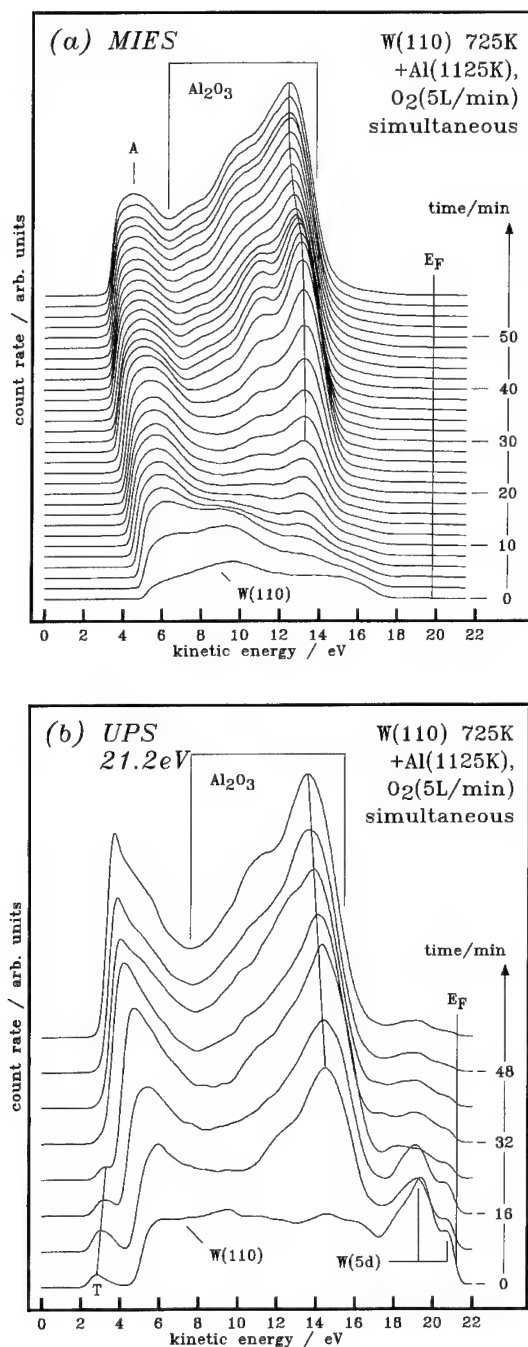 (a) MIES
W(110) 725K
+Al(1125K),
O2(5L/min)
simultaneous
Al2O3
A
time/min
EF
50
40
30
20
10
0
W(110)
count rate / arb. units
0 2 4 6 8 10 12 14 16 18 20 22
kinetic energy / eV
(b) UPS
21.2eV
W(110) 725K
+Al(1125K),
O2(5L/min)
simultaneous
Al2O3
time/min
EF
48
32
16
0
W(110)
W(5d)
T
count rate / arb. units
0 2 4 6 8 10 12 14 16 18 20 22
kinetic energy / eV